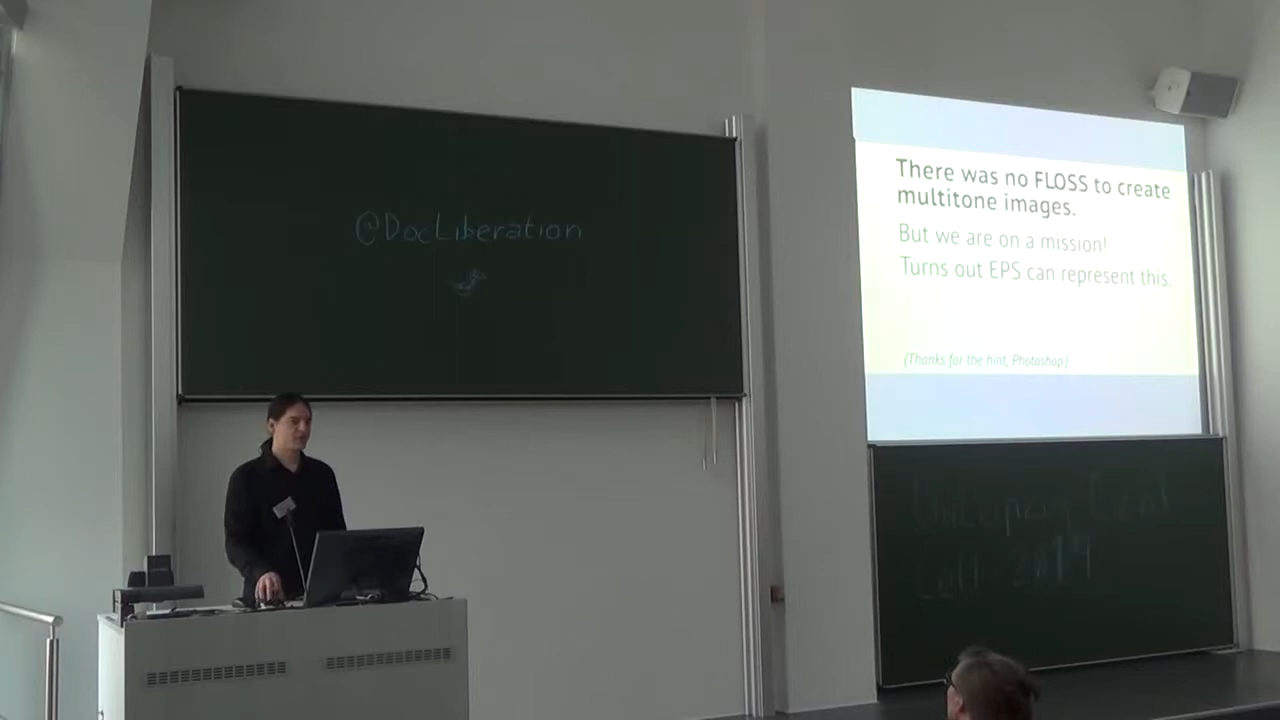 @DocLiberation
There was no FLOSS to create
multitone images.
But we are on a mission!
Turns out EPS can represent this.
(Thanks for the hint, Photoshop.)
2014